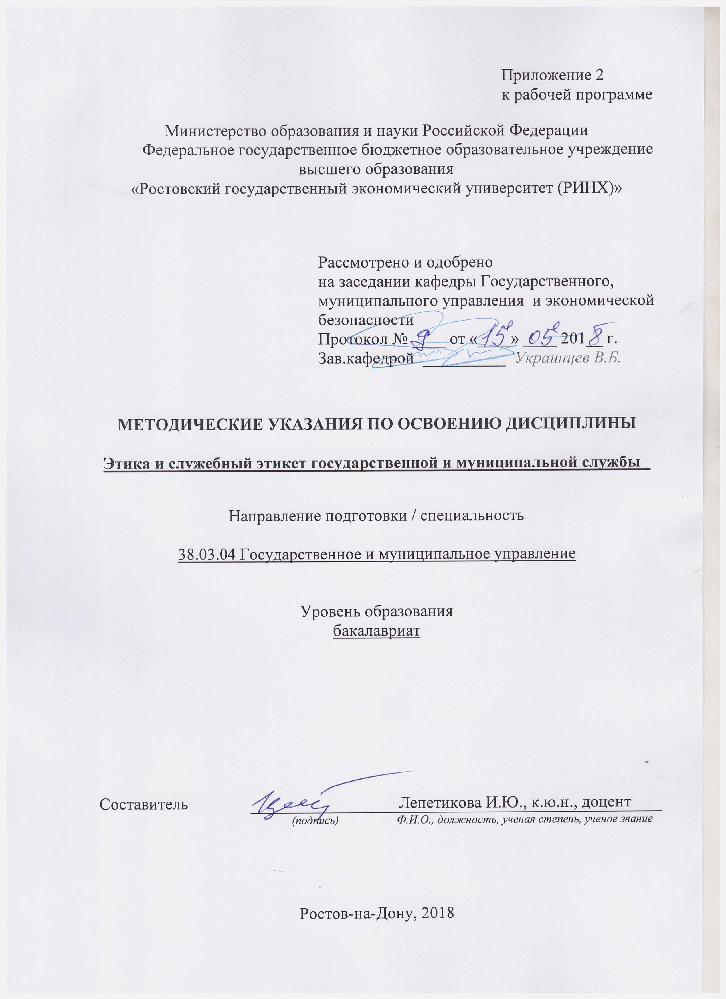 Приложение 2
к рабочей программе
Министерство образования и науки Российской Федерации
Федеральное государственное бюджетное образовательное учреждение
высшего образования
«Ростовский государственный экономический университет (РИНХ)»
Рассмотрено и одобрено
на заседании кафедры Государственного,
муниципального управления и экономической
безопасности
Протокол № 9 от «15» 05 2018 г.
Зав.кафедрой ____________ Украинцев В.Б.
МЕТОДИЧЕСКИЕ УКАЗАНИЯ ПО ОСВОЕНИЮ ДИСЦИПЛИНЫ
Этика и служебный этикет государственной и муниципальной службы
Направление подготовки / специальность
38.03.04 Государственное и муниципальное управление
Уровень образования
бакалавриат
Составитель Лепетикова И.Ю., к.ю.н., доцент
(подпись) Ф.И.О., должность, ученая степень, ученое звание
Ростов-на-Дону, 2018